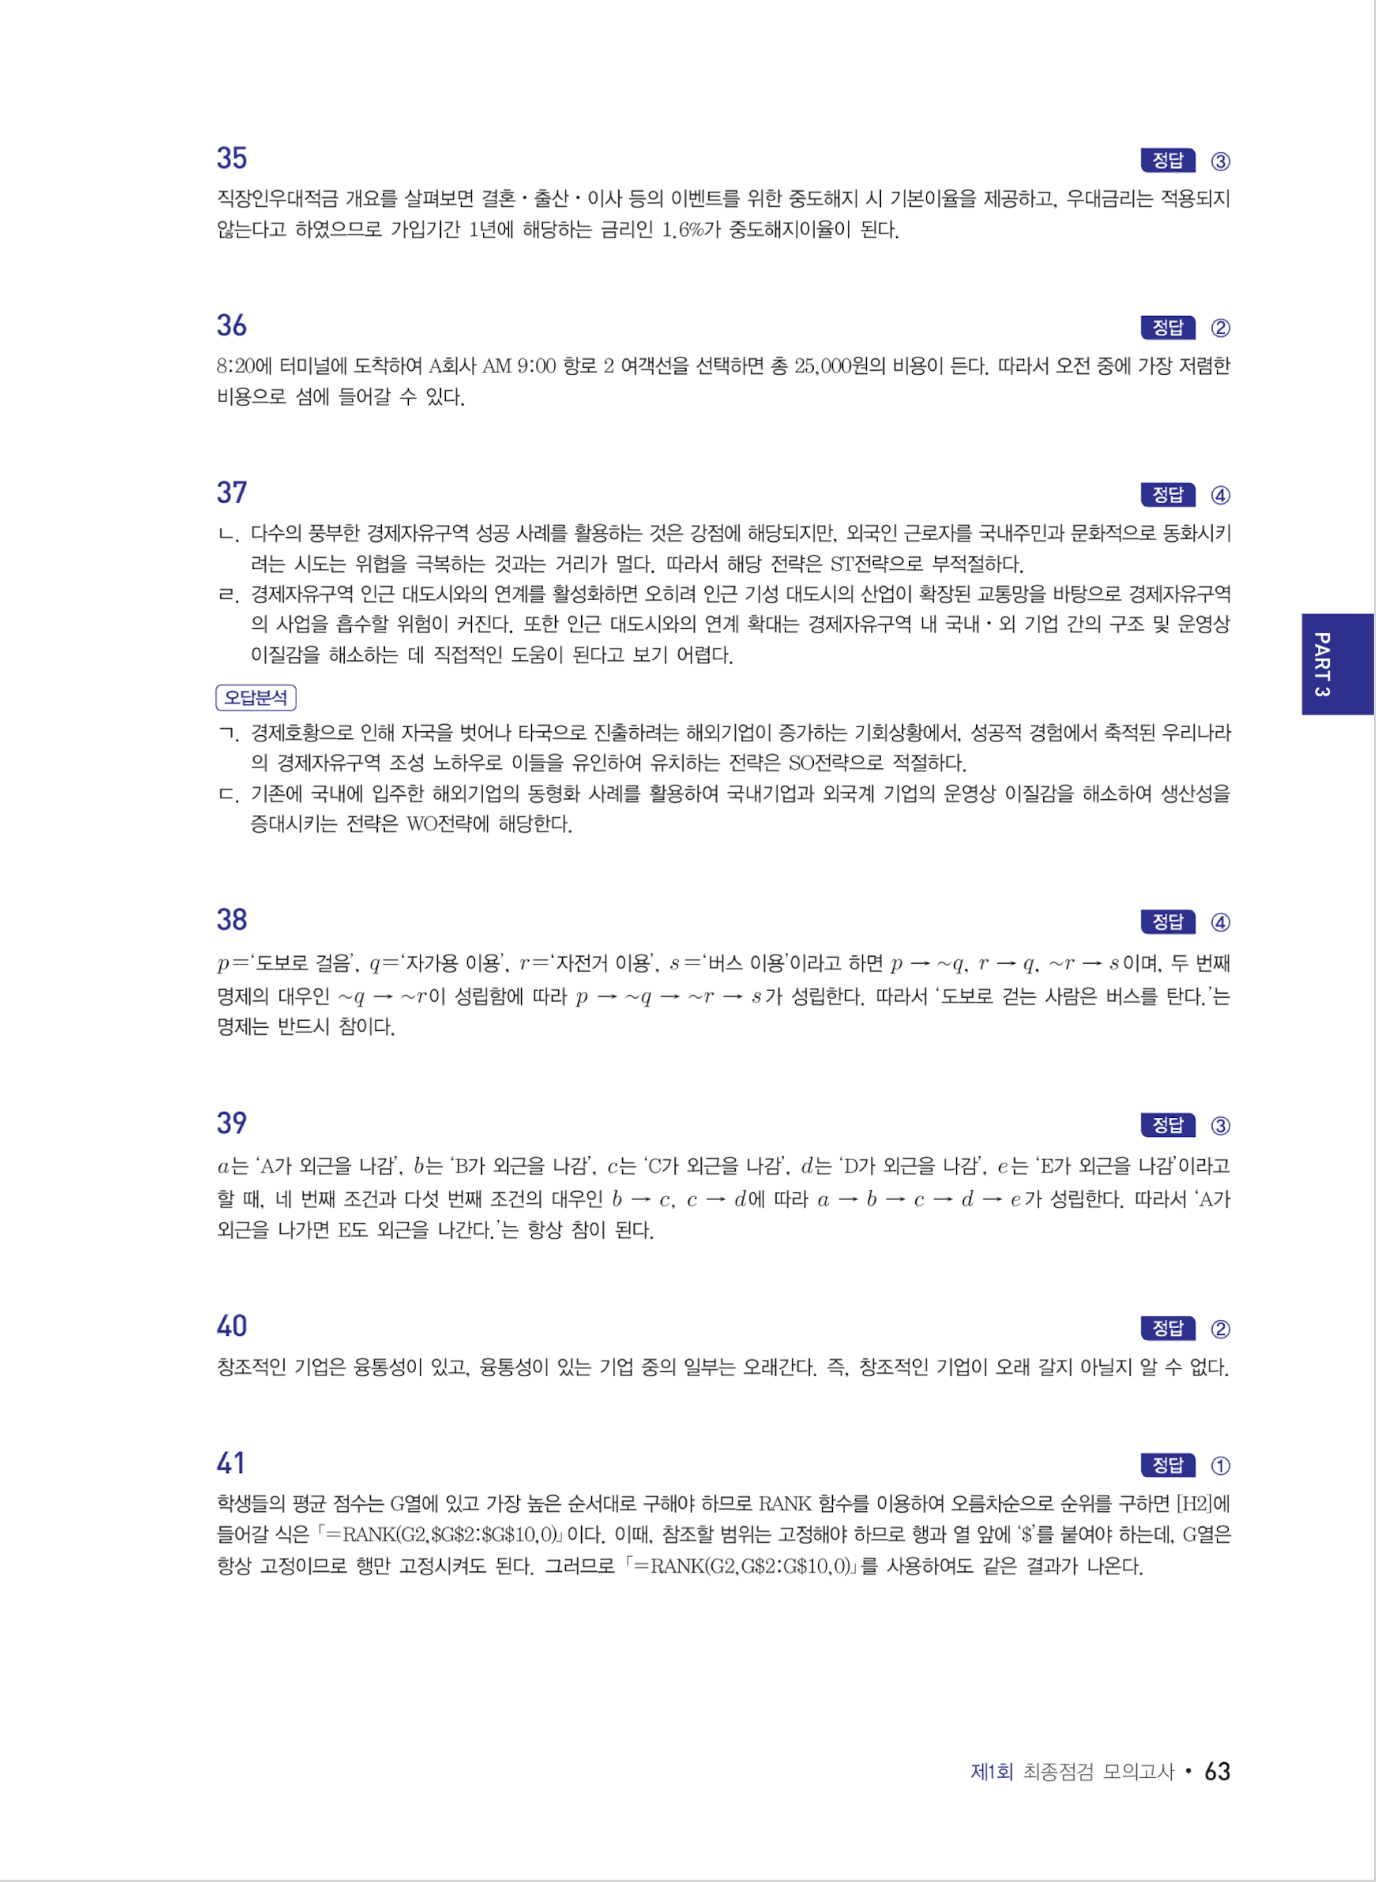 35
정답 ③
직장인우대적금 개요를 살펴보면 결혼·출산·이사 등의 이벤트를 위한 중도해지 시 기본이율을 제공하고, 우대금리는 적용되지
않는다고 하였으므로 가입기간 1년에 해당하는 금리인 1.6%가 중도해지이율이 된다.
36
정답 ②
8:20에 터미널에 도착하여 A회사 AM 9:00 항로 2 여객선을 선택하면 총 25,000원의 비용이 든다. 따라서 오전 중에 가장 저렴한
비용으로 섬에 들어갈 수 있다.
37
정답 ④
ㄴ. 다수의 풍부한 경제자유구역 성공 사례를 활용하는 것은 강점에 해당되지만, 외국인 근로자를 국내주민과 문화적으로 동화시키
려는 시도는 위협을 극복하는 것과는 거리가 멀다. 따라서 해당 전략은 ST전략으로 부적절하다.
ㄹ. 경제자유구역 인근 대도시와의 연계를 활성화하면 오히려 인근 기성 대도시의 산업이 확장된 교통망을 바탕으로 경제자유구역
의 사업을 흡수할 위험이 커진다. 또한 인근 대도시와의 연계 확대는 경제자유구역 내 국내·외 기업 간의 구조 및 운영상
이질감을 해소하는 데 직접적인 도움이 된다고 보기 어렵다.
오답분석
ㄱ. 경제호황으로 인해 자국을 벗어나 타국으로 진출하려는 해외기업이 증가하는 기회상황에서, 성공적 경험에서 축적된 우리나라
의 경제자유구역 조성 노하우로 이들을 유인하여 유치하는 전략은 SO전략으로 적절하다.
ㄷ. 기존에 국내에 입주한 해외기업의 동형화 사례를 활용하여 국내기업과 외국계 기업의 운영상 이질감을 해소하여 생산성을
증대시키는 전략은 WO전략에 해당한다.
PART 3
38
정답 ④
p=‘도보로 걸음’, q=‘자가용 이용’, r=‘자전거 이용’, s=‘버스 이용’이라고 하면 p → ~q, r → q, ~r → s이며, 두 번째
명제의 대우인 ~q → ~r이 성립함에 따라 p → ~q → ~r → s가 성립한다. 따라서 ‘도보로 걷는 사람은 버스를 탄다.’는
명제는 반드시 참이다.
39
정답 ③
a는 ‘A가 외근을 나감’, b는 ‘B가 외근을 나감’, c는 ‘C가 외근을 나감’, d는 ‘D가 외근을 나감’, e는 ‘E가 외근을 나감’이라고
할 때, 네 번째 조건과 다섯 번째 조건의 대우인 b → c, c → d에 따라 a → b → c → d → e가 성립한다. 따라서 ‘A가
외근을 나가면 E도 외근을 나간다.’는 항상 참이 된다.
40
정답 ②
창조적인 기업은 융통성이 있고, 융통성이 있는 기업 중의 일부는 오래간다. 즉, 창조적인 기업이 오래 갈지 아닐지 알 수 없다.
41
정답 ①
학생들의 평균 점수는 G열에 있고 가장 높은 순서대로 구해야 하므로 RANK 함수를 이용하여 오름차순으로 순위를 구하면 [H2]에
들어갈 식은 「=RANK(G2,$G$2:$G$10,0)」이다. 이때, 참조할 범위는 고정해야 하므로 행과 열 앞에 ‘$’를 붙여야 하는데, G열은
항상 고정이므로 행만 고정시켜도 된다. 그러므로 「=RANK(G2,G$2:G$10,0)」를 사용하여도 같은 결과가 나온다.
제1회 최종점검 모의고사 • 63